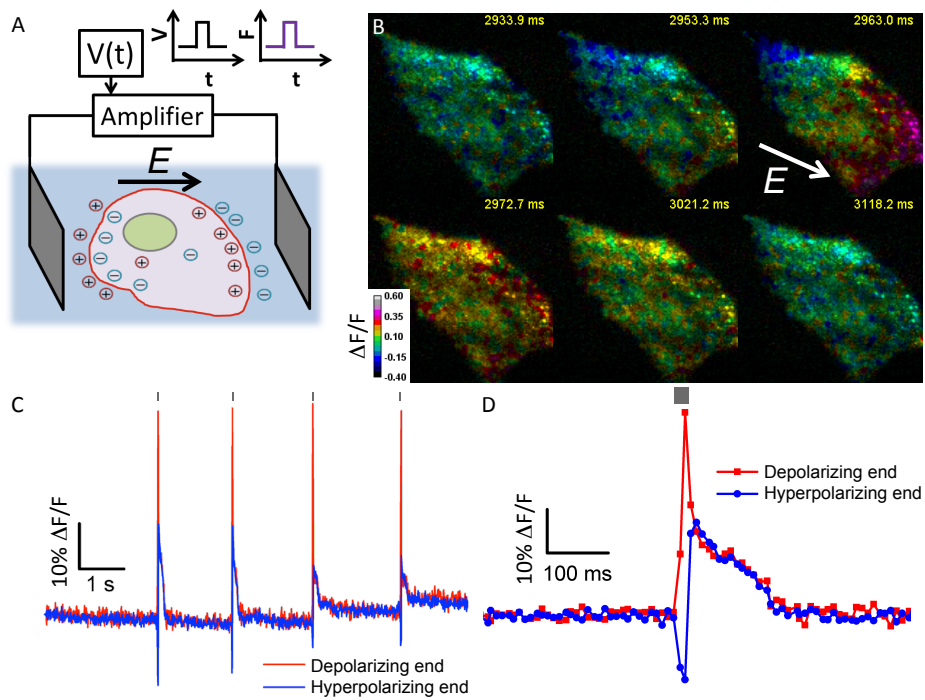 A
V
t
F
t
V(t)
Amplifier
E
+
−
B
2933.9 ms
2953.3 ms
2963.0 ms
E
2972.7 ms
3021.2 ms
3118.2 ms
ΔF/F
0.60
0.35
0.10
-0.15
-0.40
C
10% ΔF/F
1 s
Depolarizing end
Hyperpolarizing end
D
Depolarizing end
Hyperpolarizing end
10% ΔF/F
100 ms